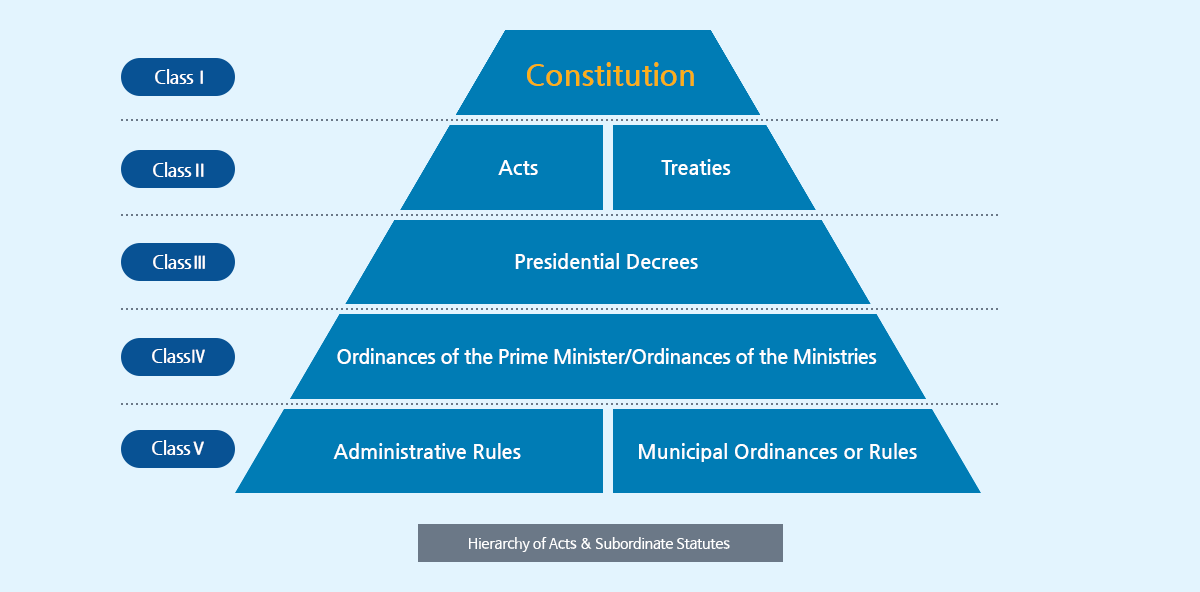 Class I
Constitution
Class II
Acts
Treaties
Class III
Presidential Decrees
Class IV
Ordinances of the Prime Minister/Ordinances of the Ministries
Class V
Administrative Rules
Municipal Ordinances or Rules
Hierarchy of Acts & Subordinate Statutes